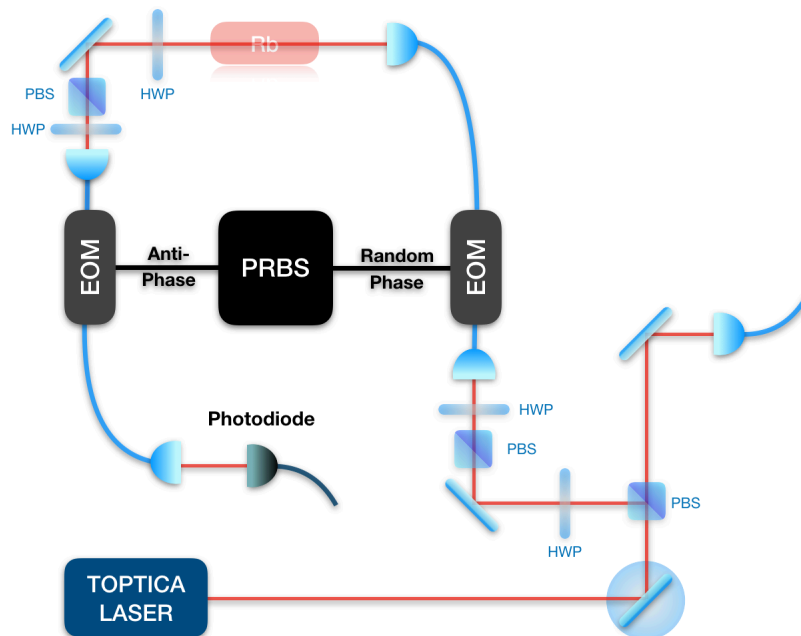 Rb
PBS
HWP
HWP
EOM
Anti-
Phase
PRBS
Random
Phase
EOM
HWP
Photodiode
PBS
PBS
HWP
TOPTICA
LASER